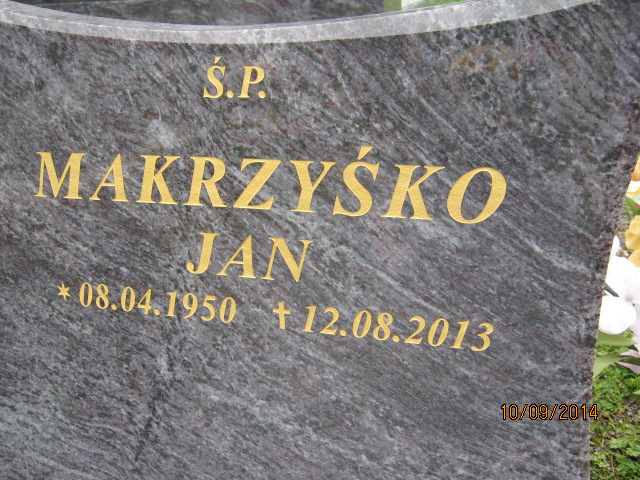 Ś.P.
MAKRZYŚKO
JAN
* 08.04.1950 ✝ 12.08.2013
10/09/2014